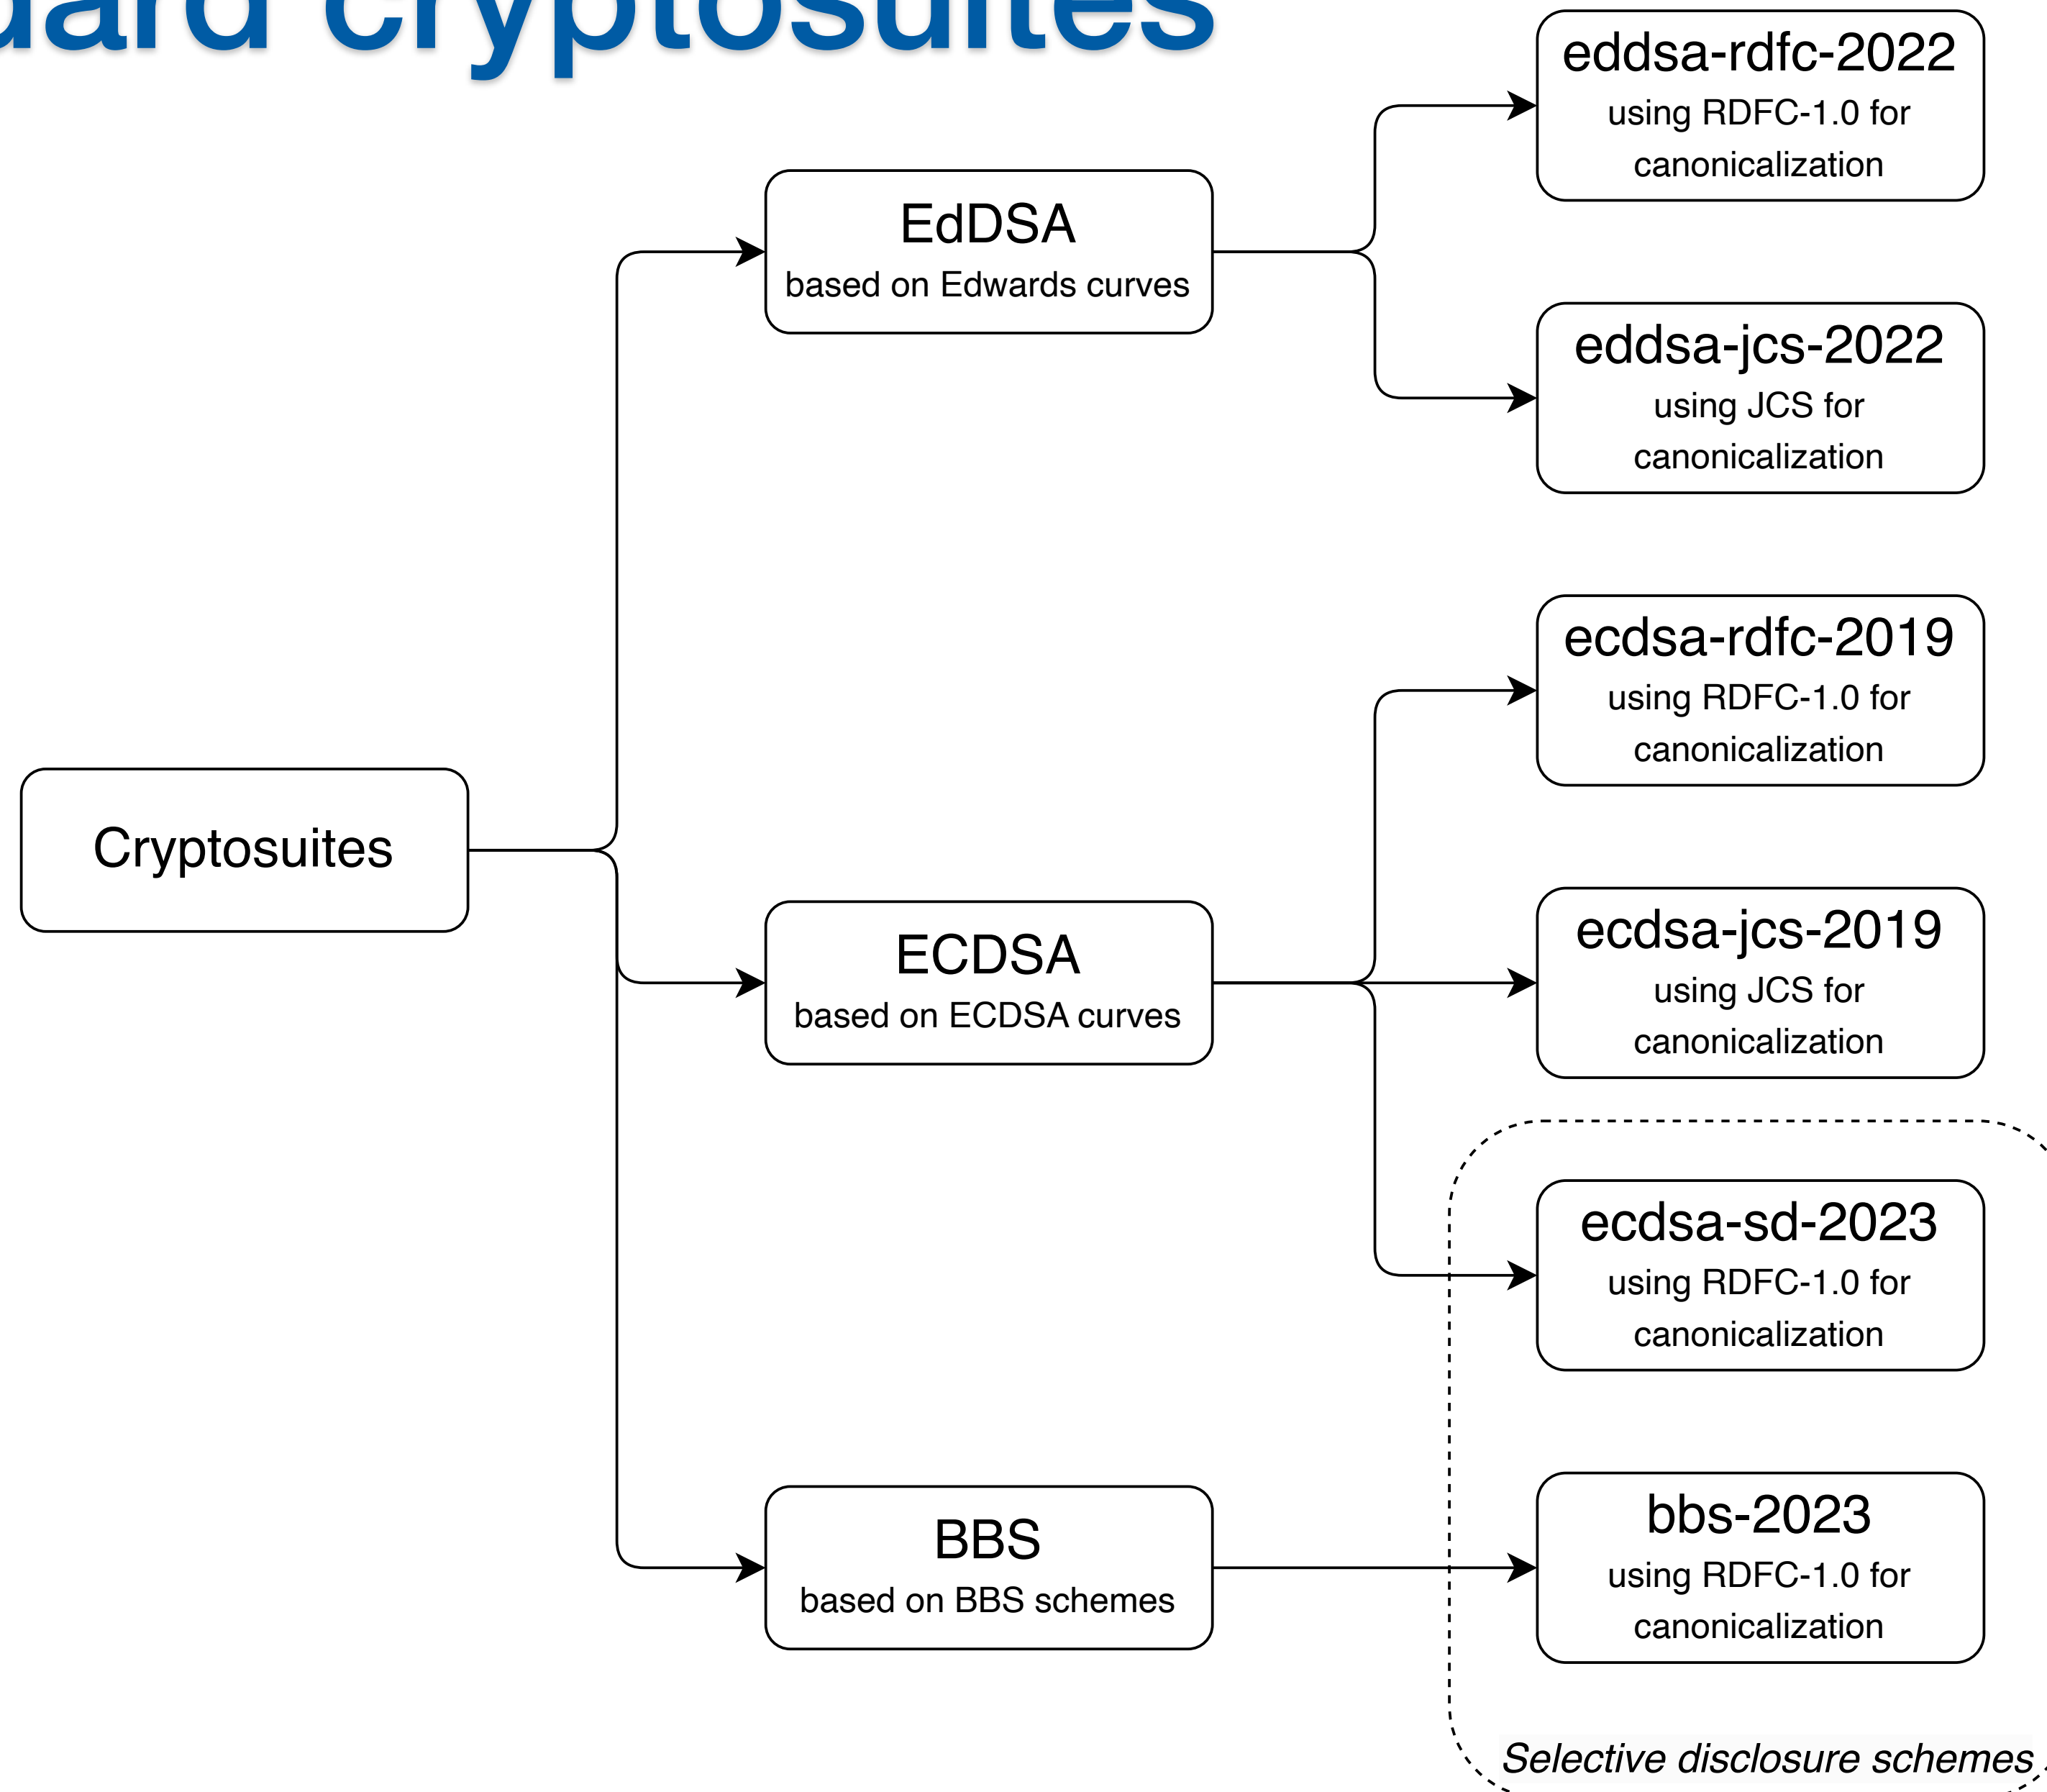 cryptosuites
eddsa-rdfc-2022
using RDFC-1.0 for
canonicalization
EdDSA
based on Edwards curves
eddsa-jcs-2022
using JCS for
canonicalization
ecdsa-rdfc-2019
using RDFC-1.0 for
canonicalization
Cryptosuites
ECDSA
based on ECDSA curves
ecdsa-jcs-2019
using JCS for
canonicalization
ecdsa-sd-2023
using RDFC-1.0 for
canonicalization
BBS
based on BBS schemes
bbs-2023
using RDFC-1.0 for
canonicalization
Selective disclosure schemes